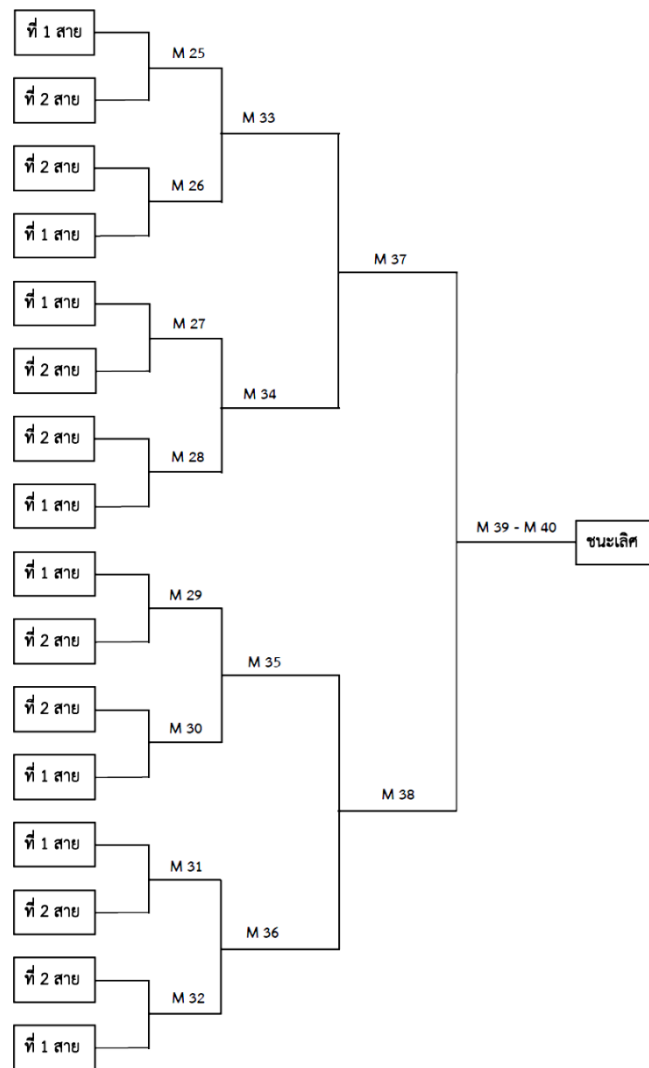 ที่ 1 สาย
M 25
ที่ 2 สาย
M 33
ที่ 2 สาย
M 26
ที่ 1 สาย
M 37
ที่ 1 สาย
M 27
ที่ 2 สาย
M 34
ที่ 2 สาย
M 28
ที่ 1 สาย
M 39 - M 40
ชนะเลิศ
ที่ 1 สาย
M 29
ที่ 2 สาย
M 35
ที่ 2 สาย
M 30
ที่ 1 สาย
M 38
ที่ 1 สาย
M 31
ที่ 2 สาย
M 36
ที่ 2 สาย
M 32
ที่ 1 สาย